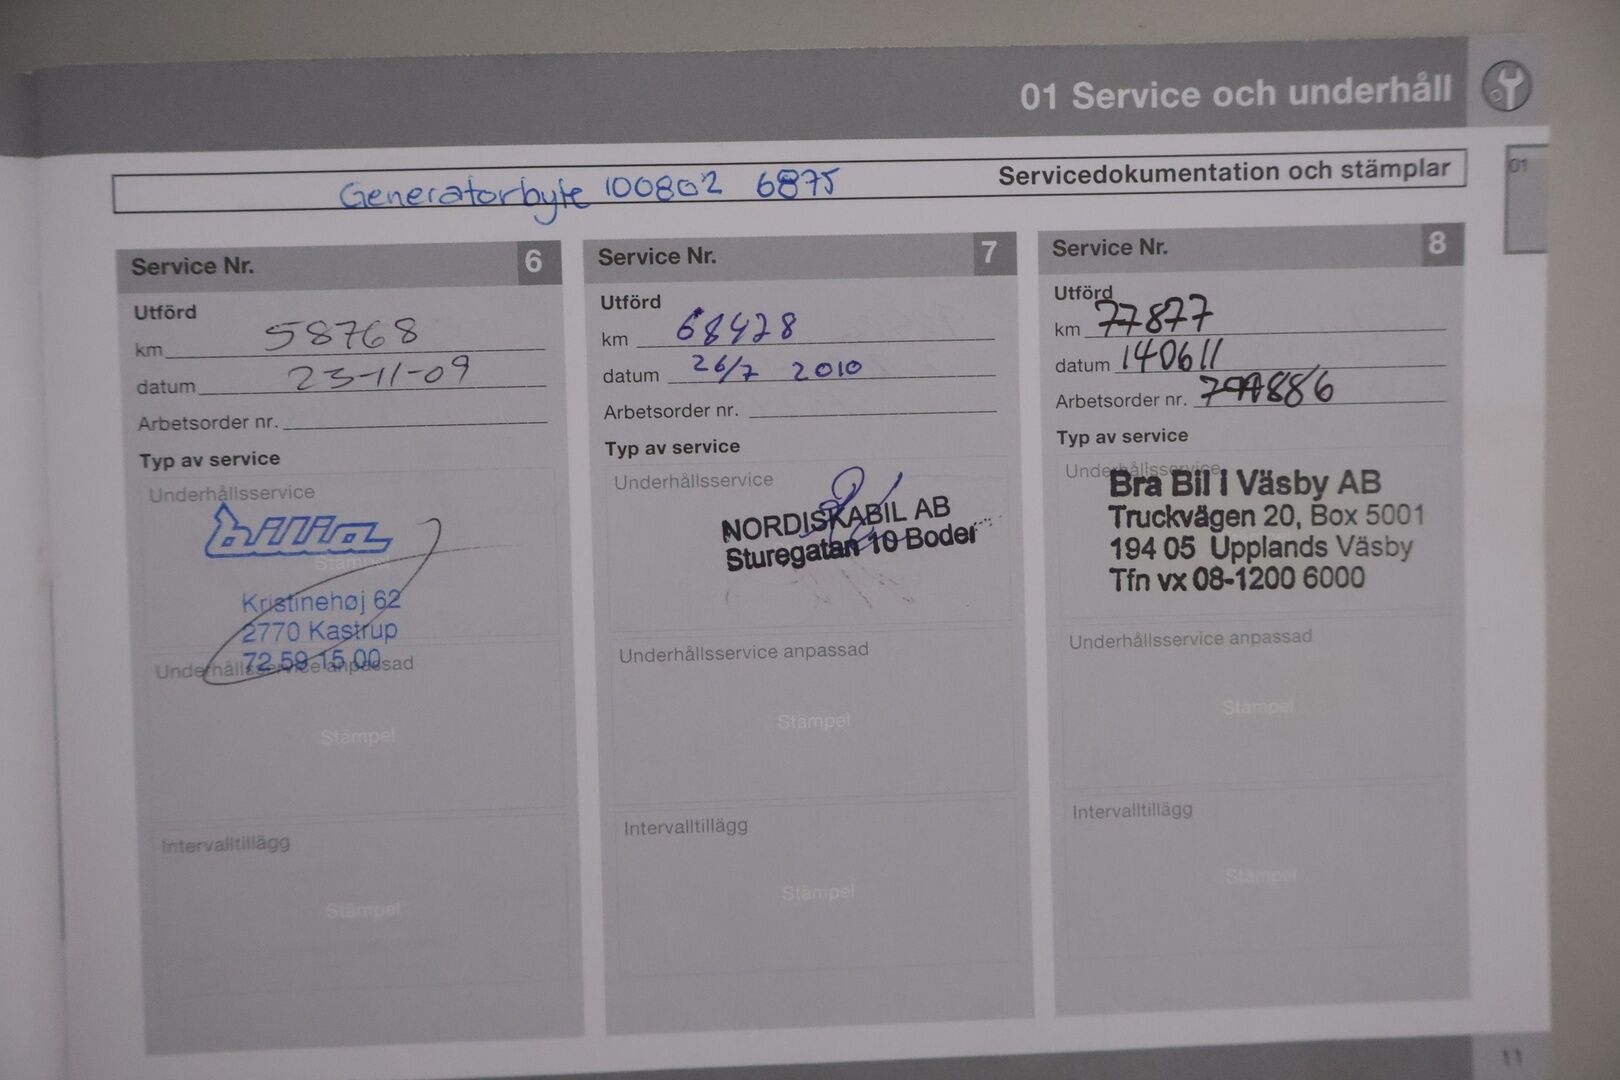 01 Service och underhåll
01
Servicedokumentation och stämplar
Generatorbyte 100802 6875
Service Nr. 6
Utförd
km 58768
datum 23-11-09
Arbetsorder nr.
Typ av service
Underhållsservice
bilia
Stämpel
Kristinehøj 62
2770 Kastrup
72 59 15 00
Underhållsservice anpassad
Stämpel
Intervalltillägg
Stämpel
Service Nr. 7
Utförd
km 68428
datum 26/7 2010
Arbetsorder nr.
Typ av service
Underhållsservice
NORDISKABIL AB
Sturegatan 10 Boden
Underhållsservice anpassad
Stämpel
Intervalltillägg
Stämpel
Service Nr. 8
Utförd
km 77877
datum 140611
Arbetsorder nr.
Typ av service
Underhållsservice
Bra Bil i Väsby AB
Truckvägen 20, Box 5001
194 05 Upplands Väsby
Tfn vx 08-1200 6000
Underhållsservice anpassad
Stämpel
Intervalltillägg
Stämpel
11